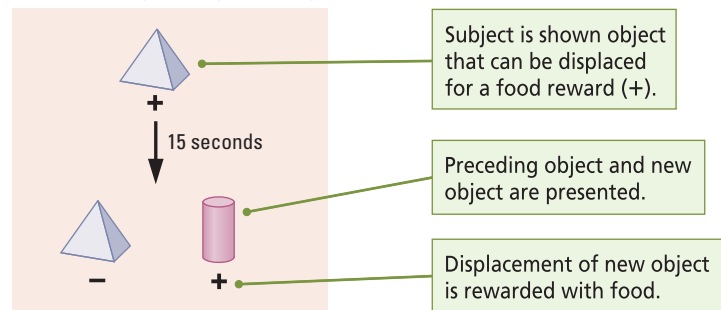 Subject is shown object
that can be displaced
for a food reward (+).
+
15 seconds
Preceding object and new
object are presented.
–
+
Displacement of new object
is rewarded with food.